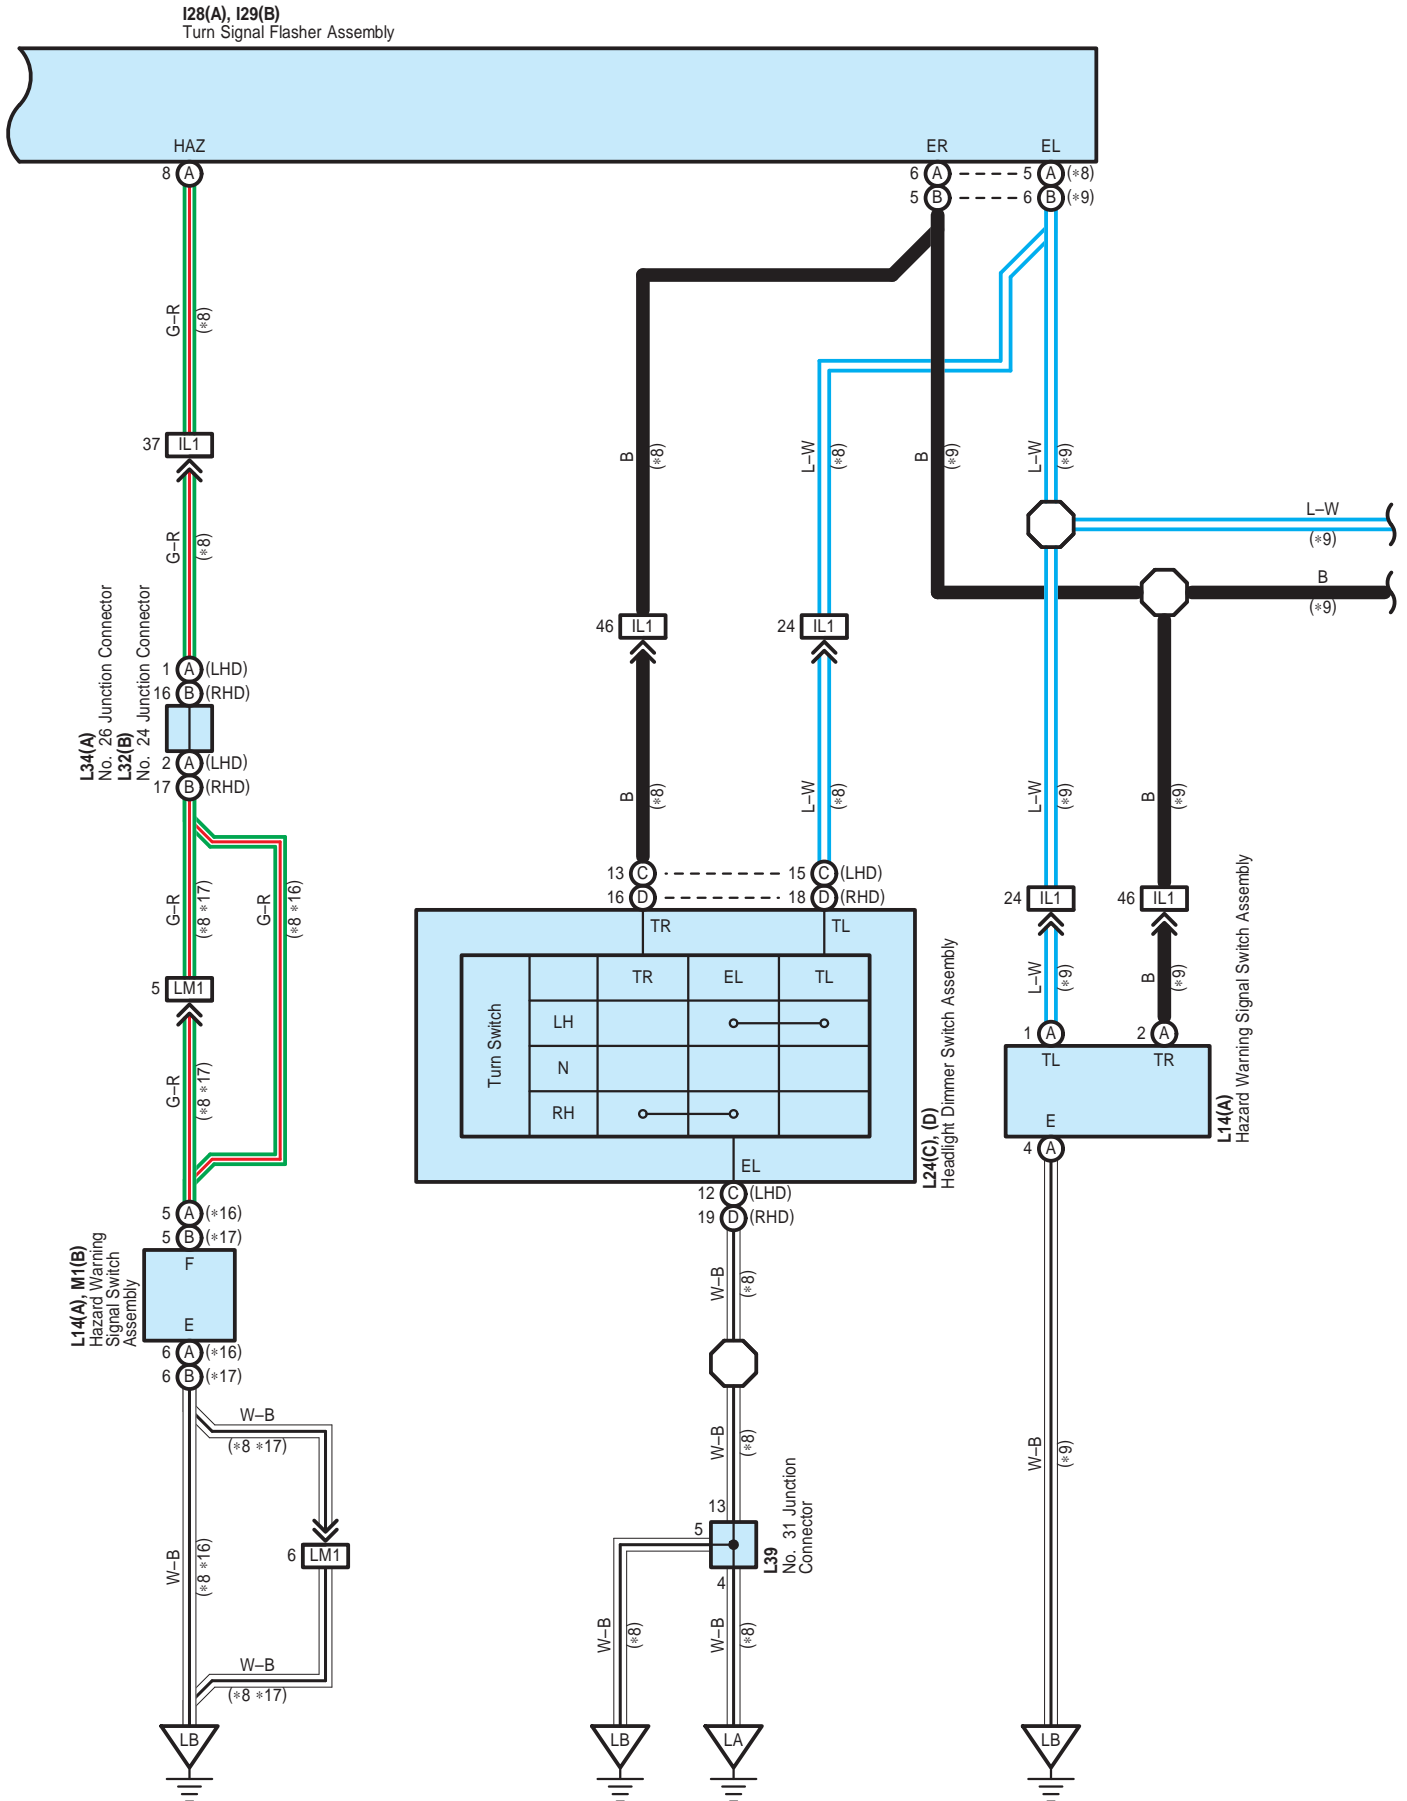 I28(A), I29(B)
Turn Signal Flasher Assembly
HAZ
ER
EL
8 A
6 A
5 A (*8)
5 B
6 B (*9)
G–R
(*8)
37 IL1
G–R
(*8)
B
(*8)
L–W
(*8)
B
(*9)
L–W
(*9)
L–W
(*9)
B
(*9)
46 IL1
24 IL1
L34(A)
No. 26 Junction Connector
L32(B)
No. 24 Junction Connector
1 A (LHD)
16 B (RHD)
2 A (LHD)
17 B (RHD)
B
(*8)
L–W
(*8)
L–W
(*9)
B
(*9)
G–R
(*8 *17)
G–R
(*8 *16)
5 LM1
G–R
(*8 *17)
13 C
15 C (LHD)
16 D
18 D (RHD)
TR
TL
TR
EL
TL
Turn Switch
LH
N
RH
EL
L24(C), (D)
Headlight Dimmer Switch Assembly
12 C (LHD)
19 D (RHD)
24 IL1
46 IL1
L–W
(*9)
B
(*9)
1 A
2 A
TL
TR
E
4 A
L14(A)
Hazard Warning Signal Switch Assembly
5 A (*16)
5 B (*17)
F
E
L14(A), M1(B)
Hazard Warning
Signal Switch
Assembly
6 A (*16)
6 B (*17)
W–B
(*8 *17)
W–B
(*8 *16)
6 LM1
W–B
(*8 *17)
LB
W–B
(*8)
W–B
(*8)
13
5
4
L39
No. 31 Junction
Connector
W–B
(*8)
W–B
(*8)
LB
LA
W–B
(*9)
LB